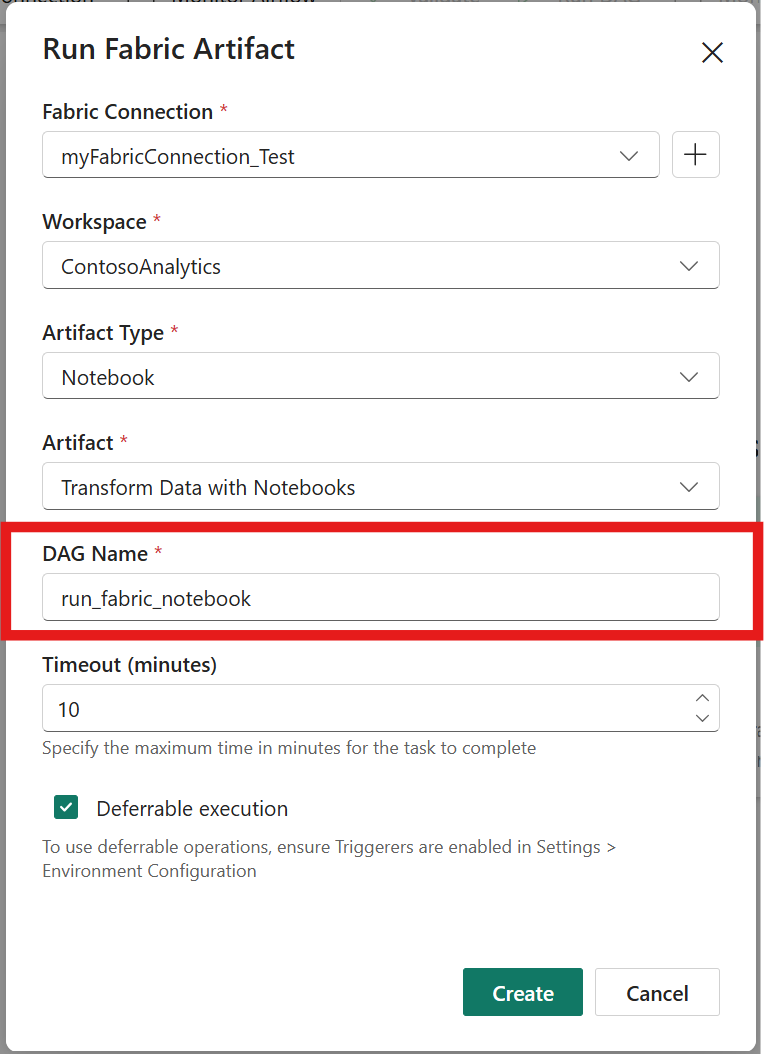 Run Fabric Artifact
Fabric Connection *
myFabricConnection_Test
Workspace *
ContosoAnalytics
Artifact Type *
Notebook
Artifact *
Transform Data with Notebooks
DAG Name *
run_fabric_notebook
Timeout (minutes)
10
Specify the maximum time in minutes for the task to complete
Deferrable execution
To use deferrable operations, ensure Triggerers are enabled in Settings >
Environment Configuration
Create
Cancel